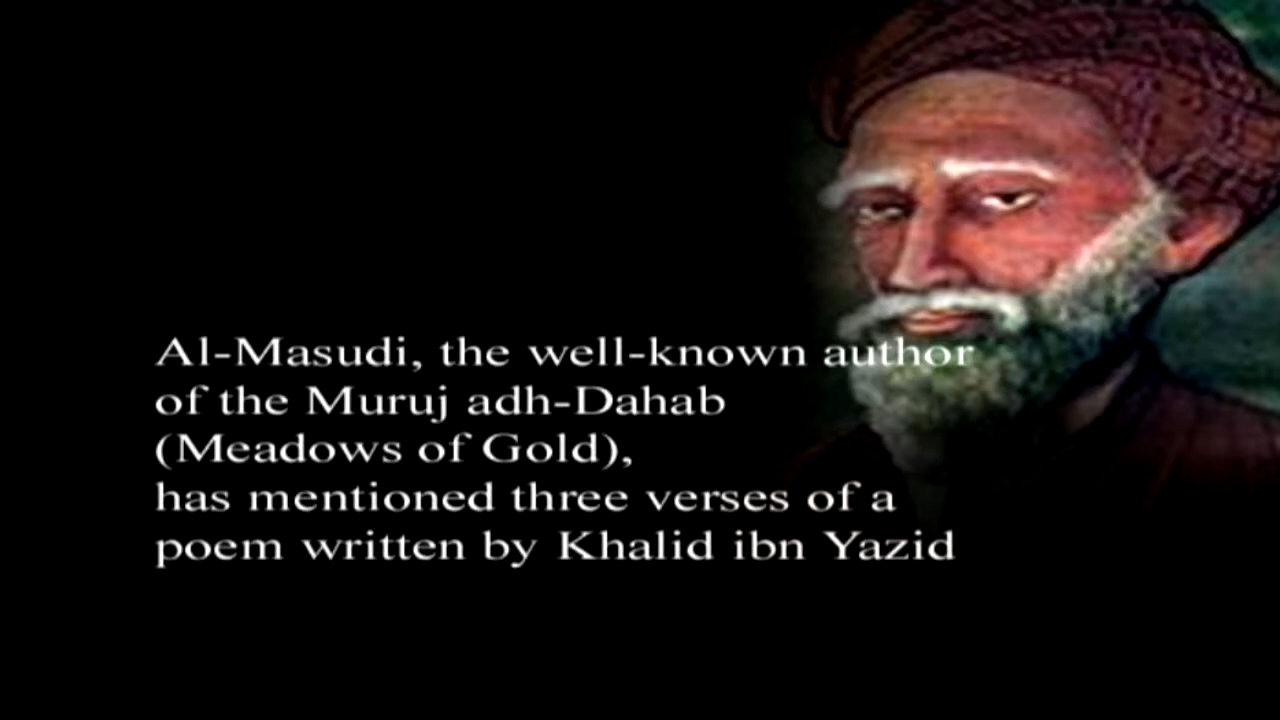 Al-Masudi, the well-known author
of the Muruj adh-Dahab
(Meadows of Gold),
has mentioned three verses of a
poem written by Khalid ibn Yazid